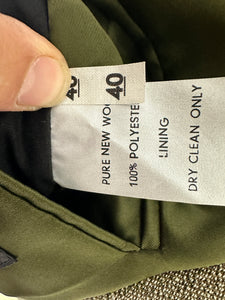 40
40
PURE NEW WOO
100% POLYESTE
LINING
DRY CLEAN ONLY